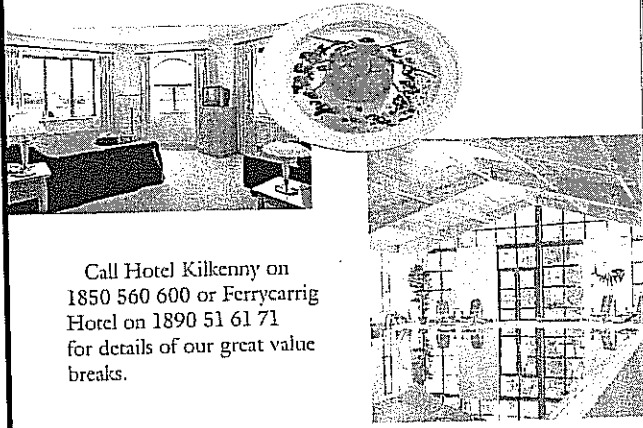 Call Hotel Kilkenny on
1850 560 600 or Ferrycarrig
Hotel on 1890 51 61 71
for details of our great value
breaks.